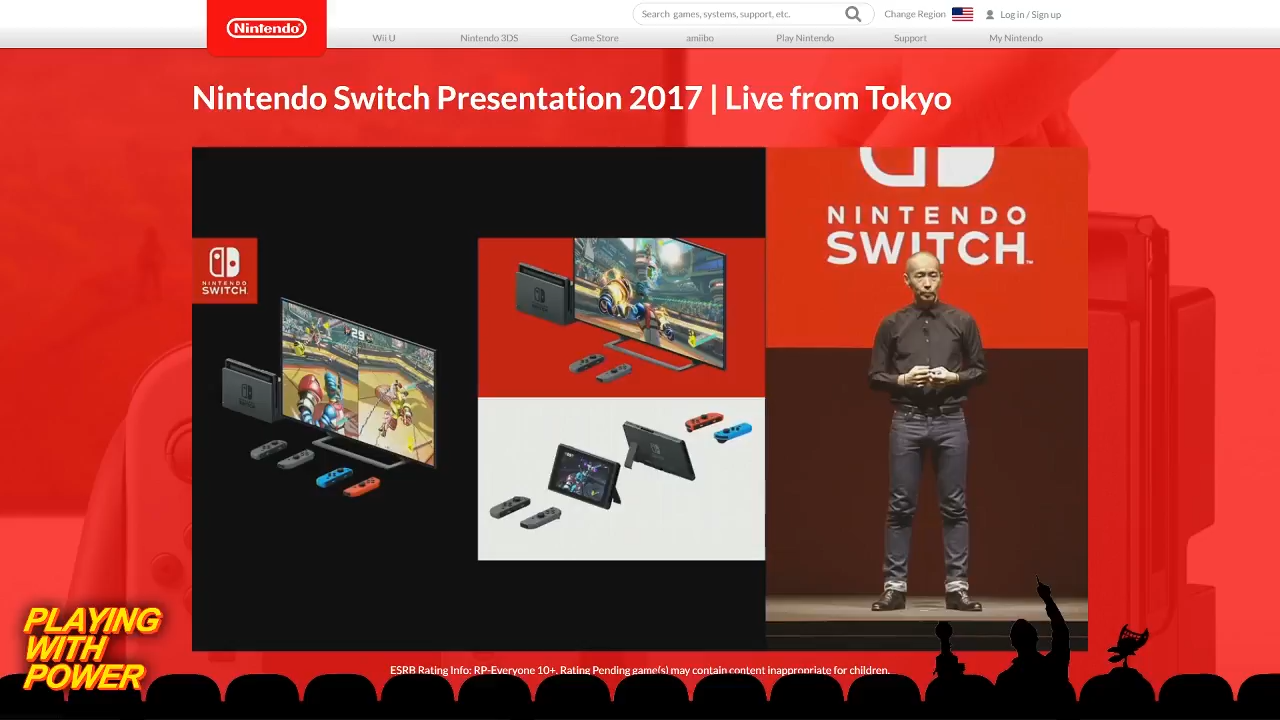 Nintendo
Search games, systems, support, etc.
Change Region
Log in / Sign up
Wii U
Nintendo 3DS
Game Store
amiibo
Play Nintendo
Support
My Nintendo
Nintendo Switch Presentation 2017 | Live from Tokyo
NINTENDO
SWITCH
29
NINTENDO
SWITCH™
PLAYING
WITH
POWER
ESRB Rating Info: RP-Everyone 10+, Rating Pending game(s) may contain content inappropriate for children.